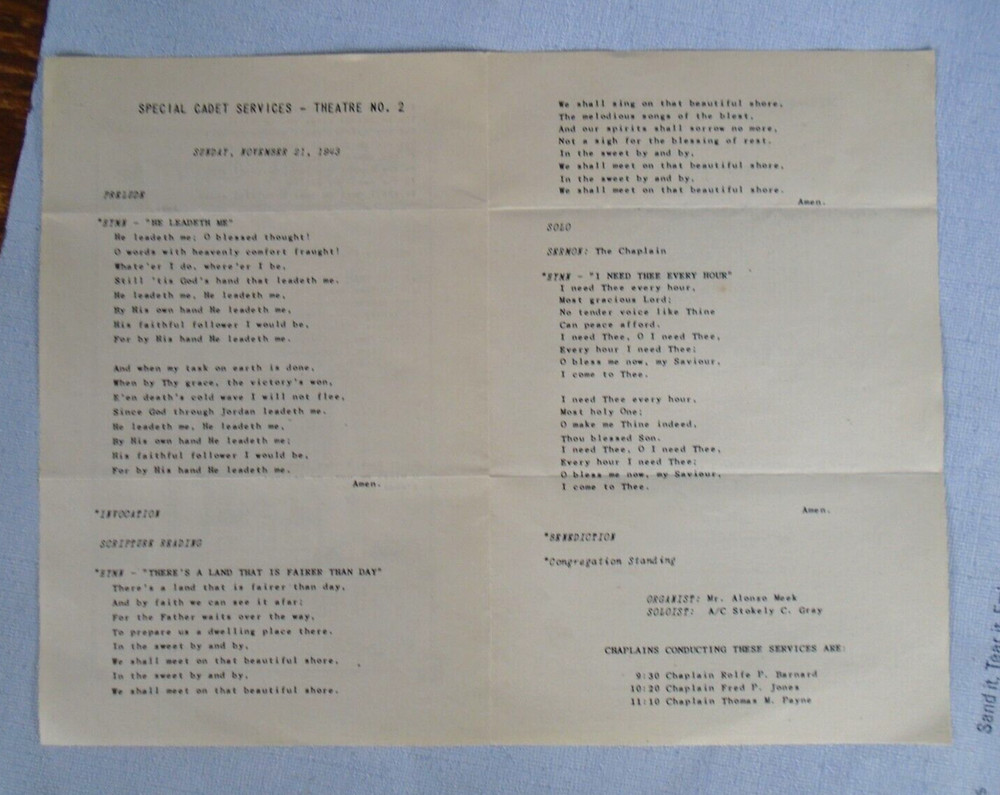 SPECIAL CADET SERVICES - THEATRE NO. 2
SUNDAY, NOVEMBER 21, 1943
PRELUDE
*HYMN - "HE LEADETH ME"
He leadeth me; O blessed thought!
O words with heavenly comfort fraught!
Whate'er I do, where'er I be,
Still 'tis God's hand that leadeth me.
He leadeth me, He leadeth me,
By His own hand He leadeth me,
His faithful follower I would be,
For by His hand He leadeth me.
And when my task on earth is done,
When by Thy grace, the victory's won,
E'en death's cold wave I will not flee,
Since God through Jordan leadeth me.
He leadeth me, He leadeth me,
By His own hand He leadeth me;
His faithful follower I would be,
For by His hand He leadeth me.
Amen.
*INVOCATION
SCRIPTURE READING
*HYMN - "THERE'S A LAND THAT IS FAIRER THAN DAY"
There's a land that is fairer than day,
And by faith we can see it afar;
For the Father waits over the way,
To prepare us a dwelling place there.
In the sweet by and by,
We shall meet on that beautiful shore,
In the sweet by and by,
We shall meet on that beautiful shore.
We shall sing on that beautiful shore,
The melodious songs of the blest,
And our spirits shall sorrow no more,
Not a sigh for the blessing of rest.
In the sweet by and by,
We shall meet on that beautiful shore,
In the sweet by and by,
We shall meet on that beautiful shore.
Amen.
SOLO
SERMON: The Chaplain
*HYMN - "I NEED THEE EVERY HOUR"
I need Thee every hour,
Most gracious Lord;
No tender voice like Thine
Can peace afford.
I need Thee, O I need Thee,
Every hour I need Thee;
O bless me now, my Saviour,
I come to Thee.
I need Thee every hour,
Most holy One;
O make me Thine indeed,
Thou blessed Son.
I need Thee, O I need Thee,
Every hour I need Thee;
O bless me now, my Saviour,
I come to Thee.
Amen.
*BENEDICTION
*Congregation Standing
ORGANIST: Mr. Alonzo Meek
SOLOIST: A/C Stokely C. Gray
CHAPLAINS CONDUCTING THESE SERVICES ARE:
9:30 Chaplain Rolfe P. Barnard
10:20 Chaplain Fred P. Jones
11:10 Chaplain Thomas M. Payne
Sand it, Tear it,